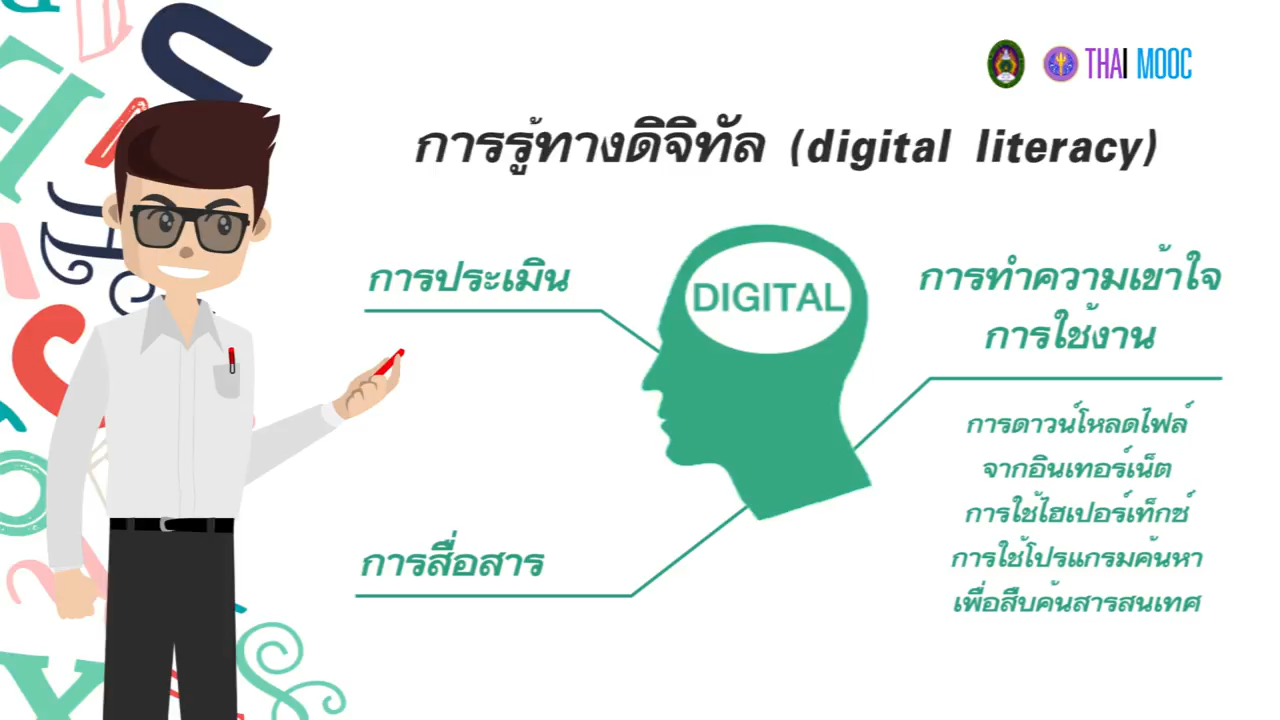 THAI MOOC
การรู้ทางดิจิทัล (digital literacy)
การประเมิน
DIGITAL
การทำความเข้าใจ
การใช้งาน
การดาวน์โหลดไฟล์
จากอินเทอร์เน็ต
การใช้ไฮเปอร์เท็กซ์
การใช้โปรแกรมค้นหา
เพื่อสืบค้นสารสนเทศ
การสื่อสาร